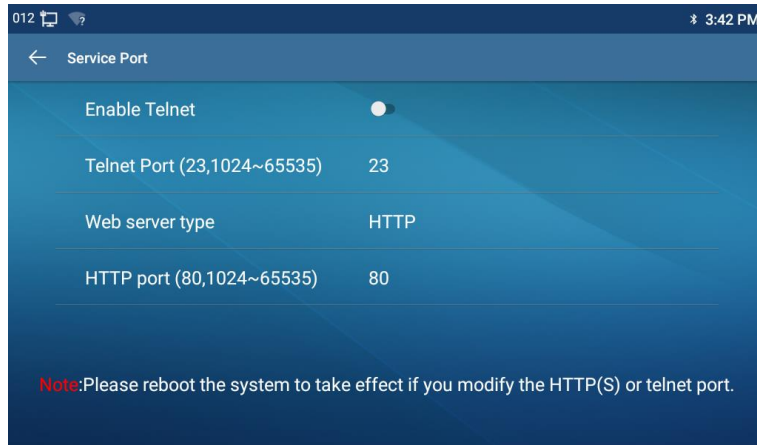 012 ? 3:42 PM
Service Port
Enable Telnet
Telnet Port (23,1024~65535) 23
Web server type HTTP
HTTP port (80,1024~65535) 80
Note:Please reboot the system to take effect if you modify the HTTP(S) or telnet port.